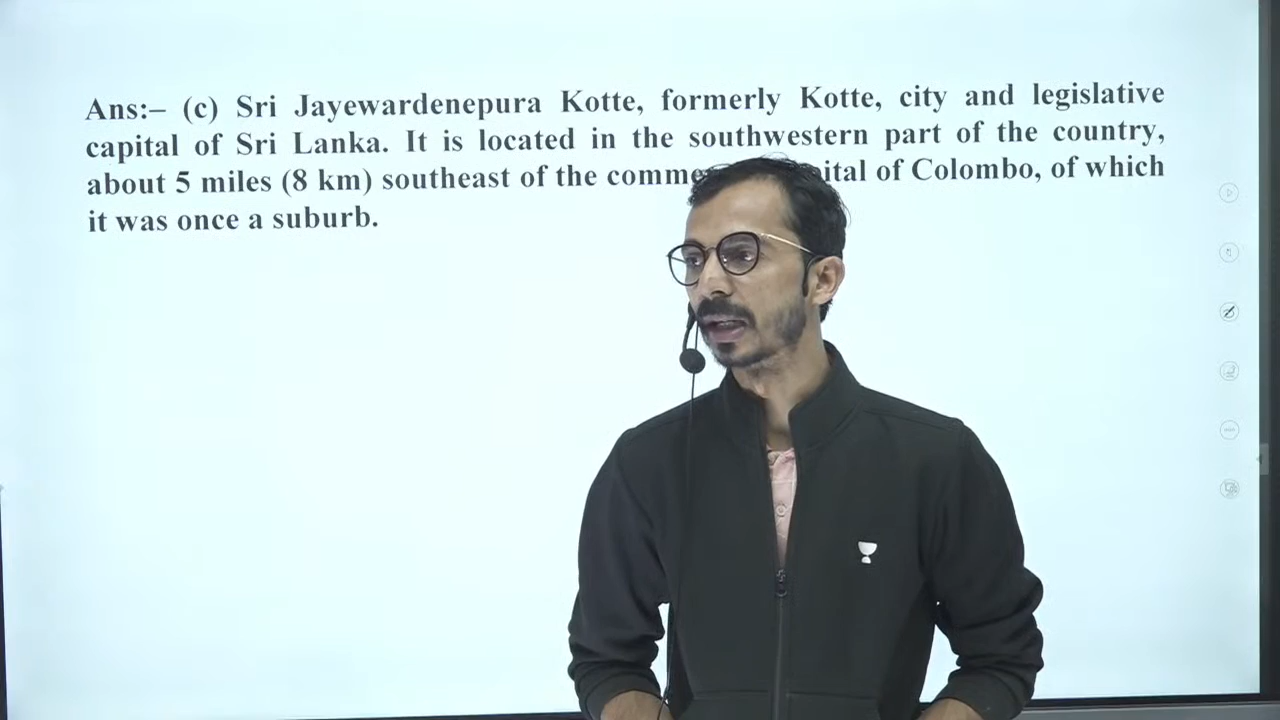 Ans:– (c) Sri Jayewardenepura Kotte, formerly Kotte, city and legislative
capital of Sri Lanka. It is located in the southwestern part of the country,
about 5 miles (8 km) southeast of the of Colombo, of which
it was once a suburb.